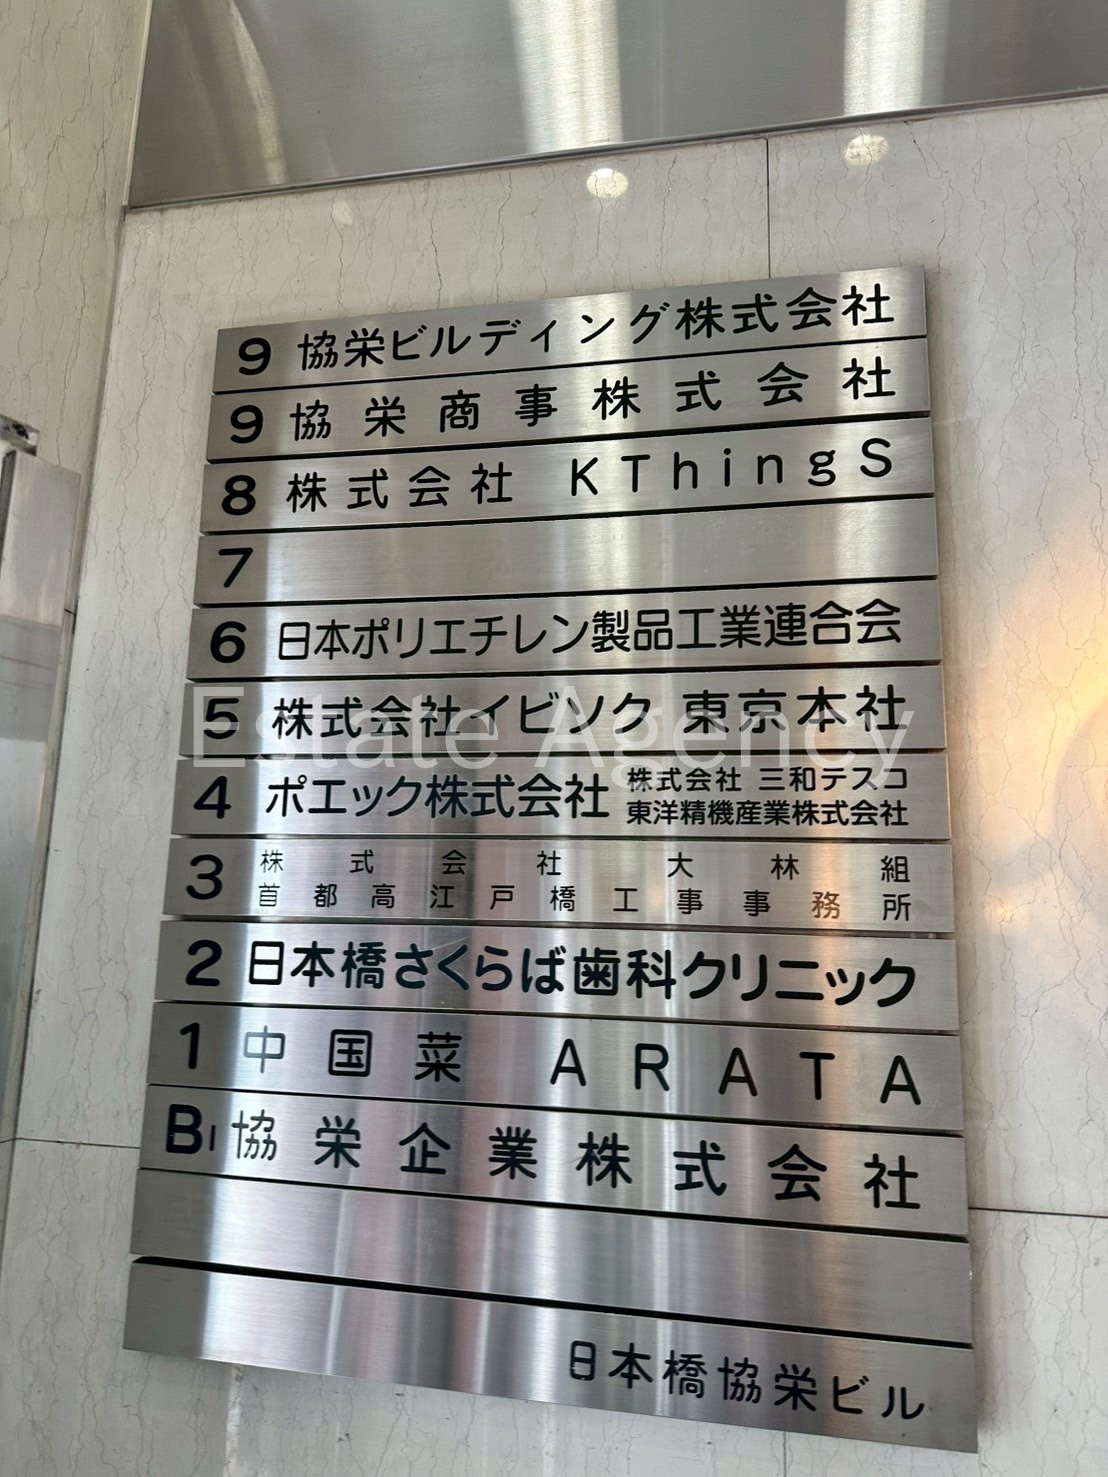 9 協栄ビルディング株式会社
9 協栄商事株式会社
8 株式会社 KThingS
7
6 日本ポリエチレン製品工業連合会
5 株式会社イビソク 東京本社
4 ポエック株式会社 株式会社 三和テスコ
東洋精機産業株式会社
3 株式会社大林組
首都高江戸橋工事事務所
2 日本橋さくらば歯科クリニック
1 中国菜 ARATA
B1 協栄企業株式会社
日本橋協栄ビル
Estate Agency